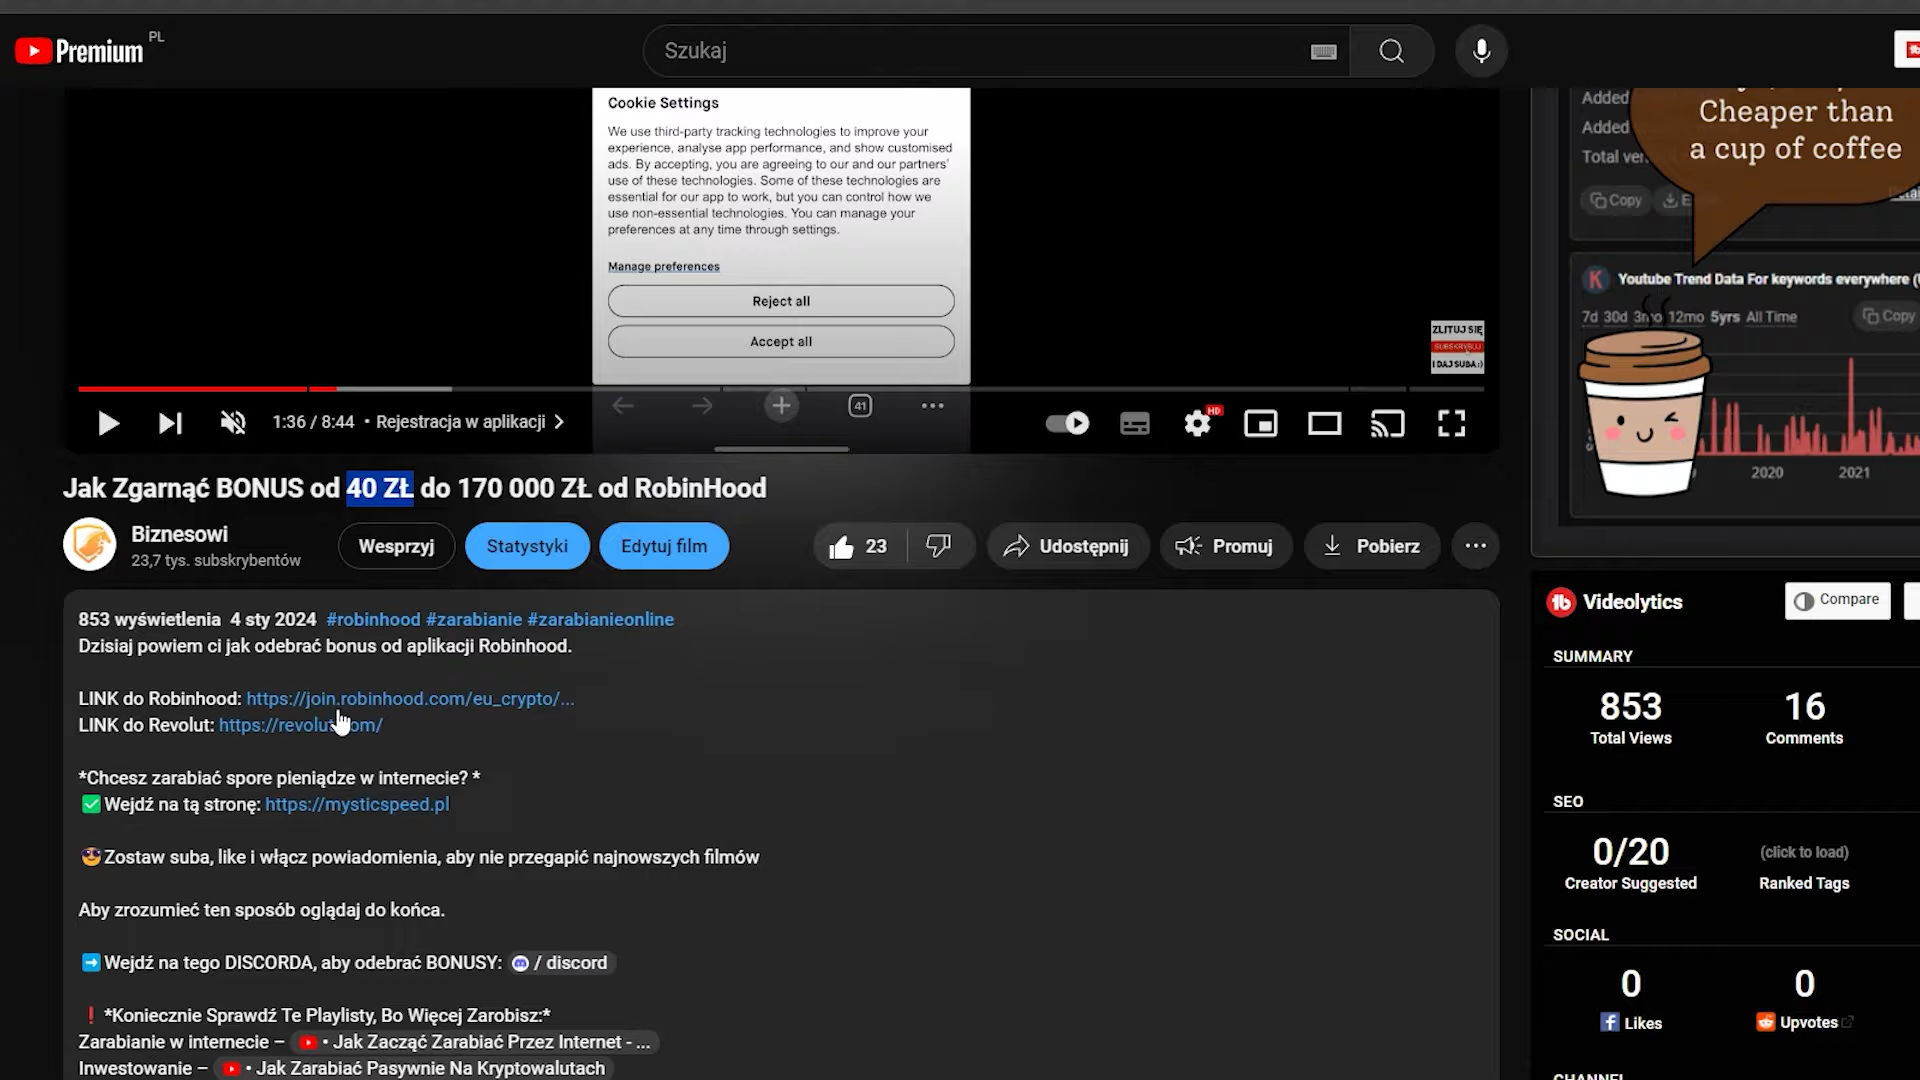 Premium PL
Szukaj
Cookie Settings
We use third-party tracking technologies to improve your
experience, analyse app performance, and show customised
ads. By accepting, you are agreeing to our and our partners'
use of these technologies. Some of these technologies are
essential for our app to work, but you can control how we
use non-essential technologies. You can manage your
preferences at any time through settings.
Manage preferences
Reject all
Accept all
ZLITUJ SIĘ
SUBSKRYBUJ
I DAJ SUBA :)
41
1:36 / 8:44 • Rejestracja w aplikacji
HD
Jak Zgarnąć BONUS od 40 ZŁ do 170 000 ZŁ od RobinHood
Biznesowi
23,7 tys. subskrybentów
Wesprzyj
Statystyki
Edytuj film
23
Udostępnij
Promuj
Pobierz
853 wyświetlenia 4 sty 2024 #robinhood #zarabianie #zarabianieonline
Dzisiaj powiem ci jak odebrać bonus od aplikacji Robinhood.
LINK do Robinhood: https://join.robinhood.com/eu_crypto/...
LINK do Revolut: https://revolut.com/
*Chcesz zarabiać spore pieniądze w internecie? *
Wejdź na tą stronę: https://mysticspeed.pl
Zostaw suba, like i włącz powiadomienia, aby nie przegapić najnowszych filmów
Aby zrozumieć ten sposób oglądaj do końca.
Wejdź na tego DISCORDA, aby odebrać BONUSY: / discord
*Koniecznie Sprawdź Te Playlisty, Bo Więcej Zarobisz:*
Zarabianie w internecie – • Jak Zacząć Zarabiać Przez Internet - ...
Inwestowanie – • Jak Zarabiać Pasywnie Na Kryptowalutach
Added
Added
Total
Cheaper than
a cup of coffee
Copy
K Youtube Trend Data For keywords everywhere
7d 30d 3mo 12mo 5yrs All Time
Copy
2020 2021
Videolytics
Compare
SUMMARY
853 16
Total Views Comments
SEO
0/20 (click to load)
Creator Suggested Ranked Tags
SOCIAL
0 0
Likes Upvotes